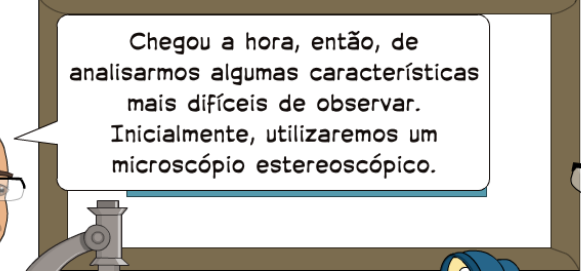 Chegou a hora, então, de
analisarmos algumas características
mais difíceis de observar.
Inicialmente, utilizaremos um
microscópio estereoscópico.